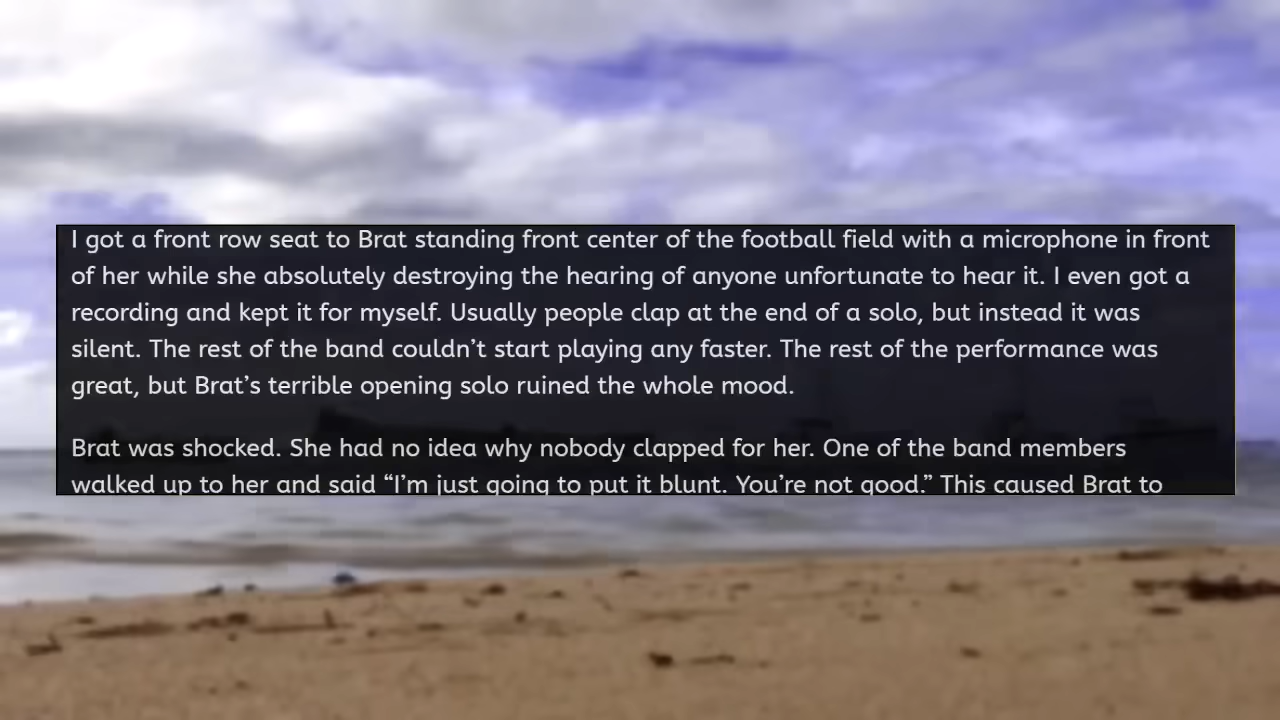 I got a front row seat to Brat standing front center of the football field with a microphone in front
of her while she absolutely destroying the hearing of anyone unfortunate to hear it. I even got a
recording and kept it for myself. Usually people clap at the end of a solo, but instead it was
silent. The rest of the band couldn’t start playing any faster. The rest of the performance was
great, but Brat’s terrible opening solo ruined the whole mood.
Brat was shocked. She had no idea why nobody clapped for her. One of the band members
walked up to her and said “I’m just going to put it blunt. You’re not good.” This caused Brat to